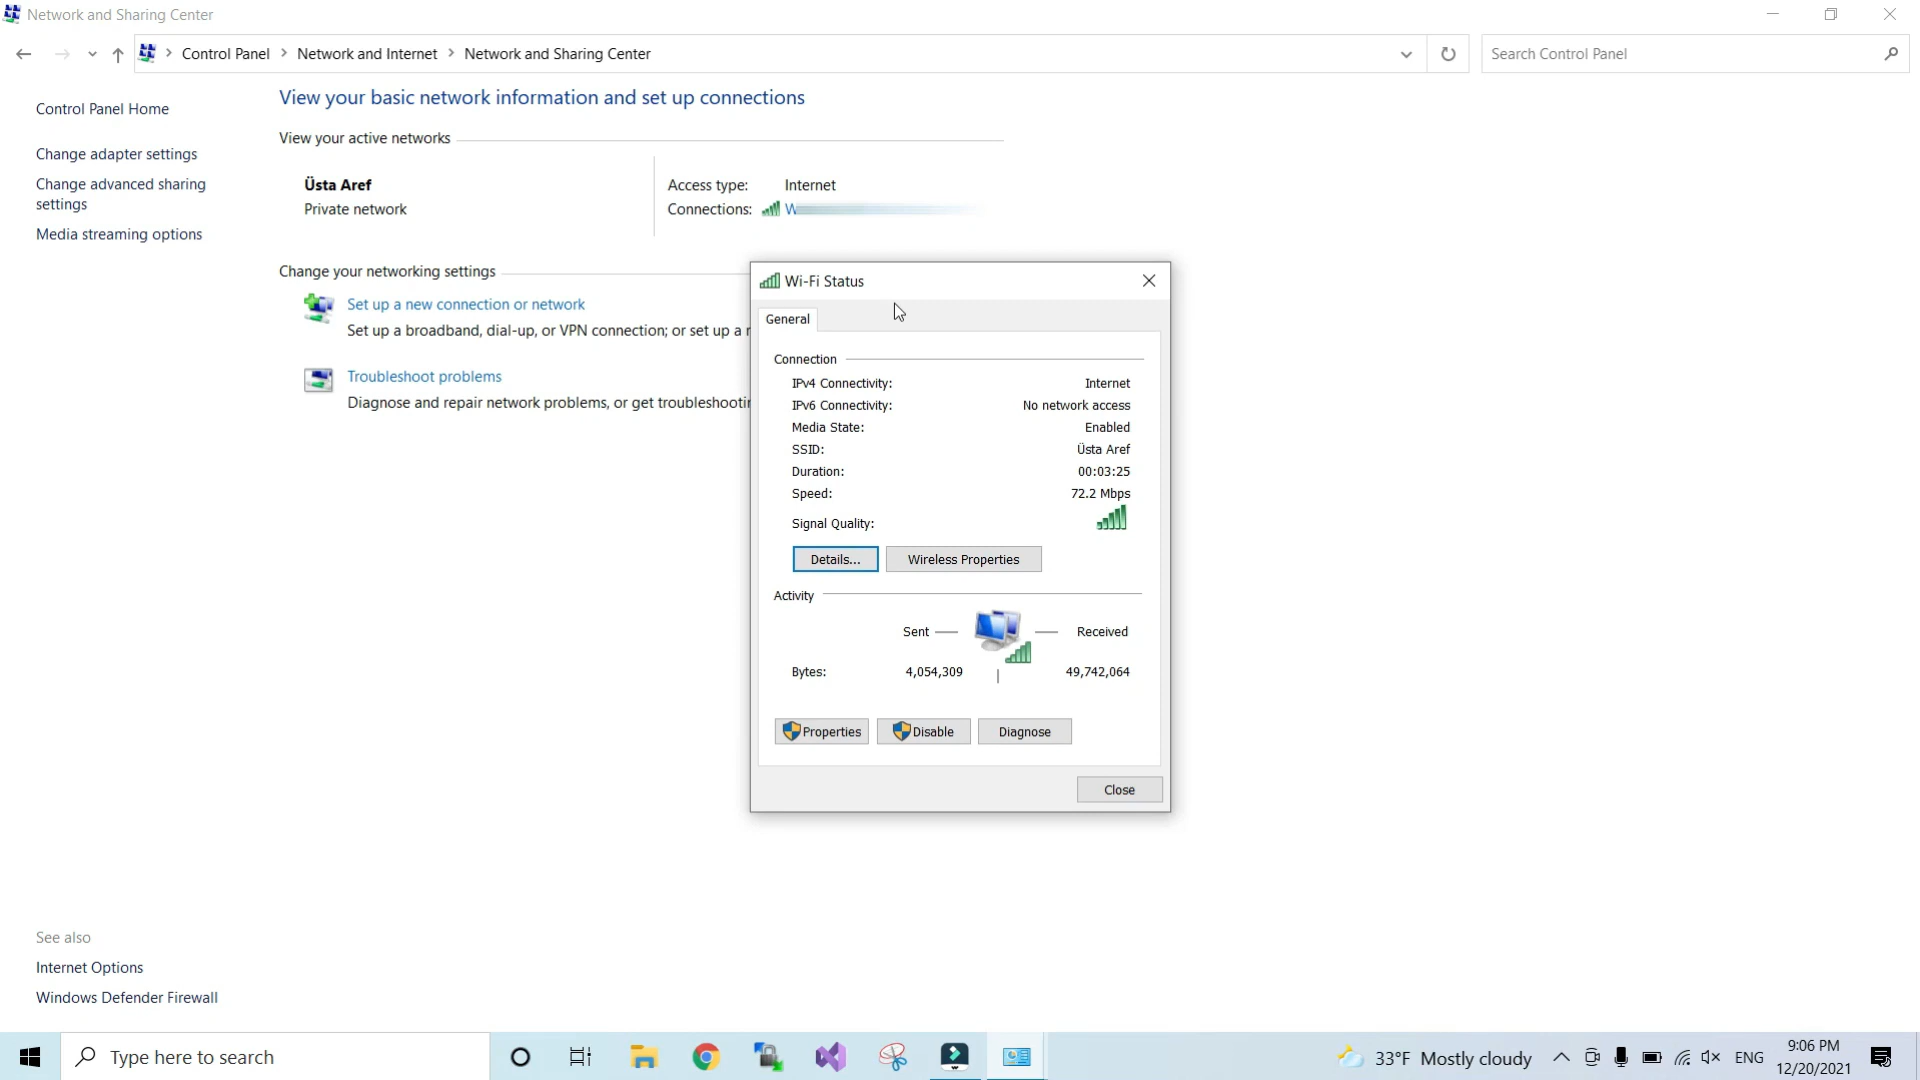 Network and Sharing Center
Control Panel > Network and Internet > Network and Sharing Center
Search Control Panel
Control Panel Home
Change adapter settings
Change advanced sharing
settings
Media streaming options
View your basic network information and set up connections
View your active networks
Üsta Aref
Private network
Access type: Internet
Connections: W
Change your networking settings
Set up a new connection or network
Set up a broadband, dial-up, or VPN connection; or set up a
Troubleshoot problems
Diagnose and repair network problems, or get troubleshootin
Wi-Fi Status
General
Connection
IPv4 Connectivity: Internet
IPv6 Connectivity: No network access
Media State: Enabled
SSID: Üsta Aref
Duration: 00:03:25
Speed: 72.2 Mbps
Signal Quality:
Details... Wireless Properties
Activity
Sent Received
Bytes: 4,054,309 49,742,064
Properties Disable Diagnose
Close
See also
Internet Options
Windows Defender Firewall
Type here to search
33°F Mostly cloudy
ENG
9:06 PM
12/20/2021